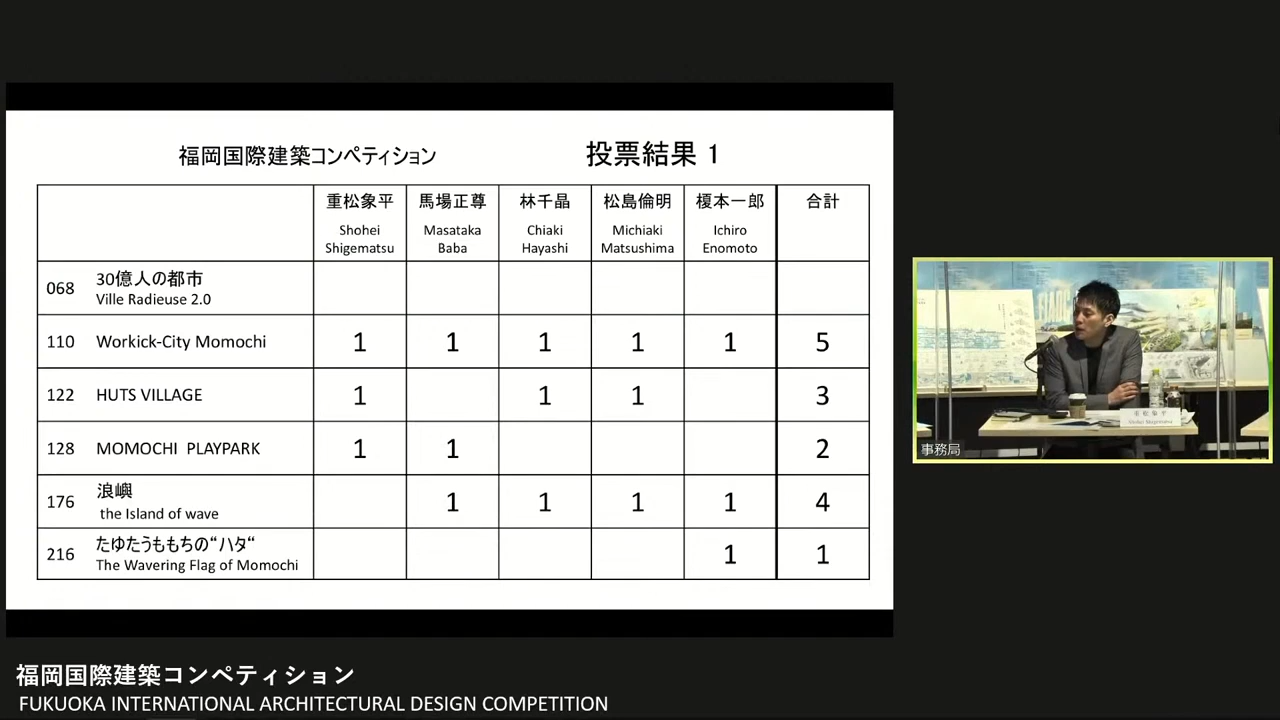 福岡国際建築コンペティション
投票結果 1
重松象平 馬場正尊 林千晶 松島倫明 榎本一郎 合計
Shohei Masataka Chiaki Michiaki Ichiro
Shigematsu Baba Hayashi Matsushima Enomoto
068 30億人の都市
Ville Radieuse 2.0
110 Workick-City Momochi 1 1 1 1 1 5
122 HUTS VILLAGE 1 1 1 3
128 MOMOCHI PLAYPARK 1 1 2
176 浪嶼 1 1 1 1 4
the Island of wave
216 たゆたうももちの“ハタ“ 1 1
The Wavering Flag of Momochi
重松象平
Shohei Shigematsu
事務局
福岡国際建築コンペティション
FUKUOKA INTERNATIONAL ARCHITECTURAL DESIGN COMPETITION